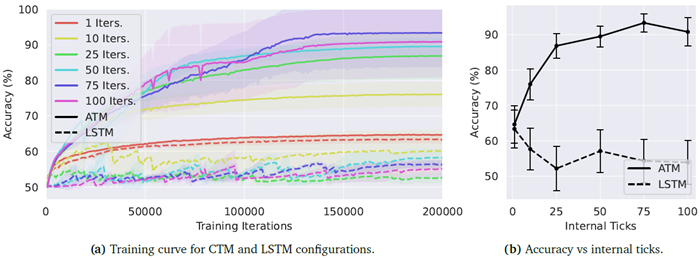 100
90
80
70
60
50
Accuracy (%)
1 Iters.
10 Iters.
25 Iters.
50 Iters.
75 Iters.
100 Iters.
ATM
LSTM
0 50000 100000 150000 200000
Training Iterations
(a) Training curve for CTM and LSTM configurations.
90
80
70
60
50
Accuracy (%)
ATM
LSTM
0 25 50 75 100
Internal Ticks
(b) Accuracy vs internal ticks.